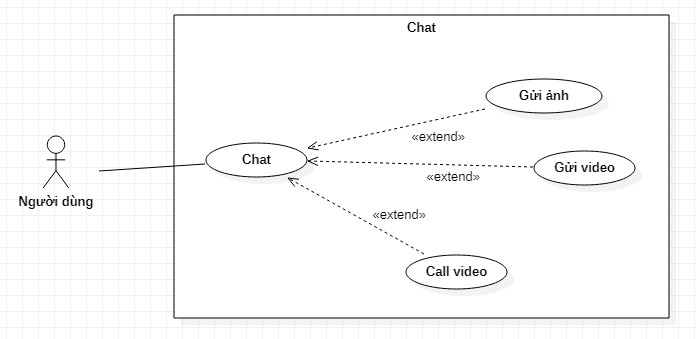 Chat
Gửi ảnh
«extend»
Chat
Gửi video
«extend»
Người dùng
«extend»
Call video